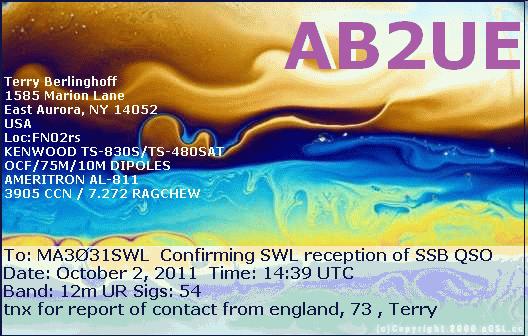 AB2UE
Terry Berlinghoff
1585 Marion Lane
East Aurora, NY 14052
USA
Loc:FN02rs
KENWOOD TS-830S/TS-480SAT
OCF/75M/10M DIPOLES
AMERITRON AL-811
3905 CCN / 7.272 RAGCHEW
To: MA3Ø31SWL Confirming SWL reception of SSB QSO
Date: October 2, 2011 Time: 14:39 UTC
Band: 12m UR Sigs: 54
tnx for report of contact from england, 73 , Terry
(c)Copyright 2000 eQSL.cc